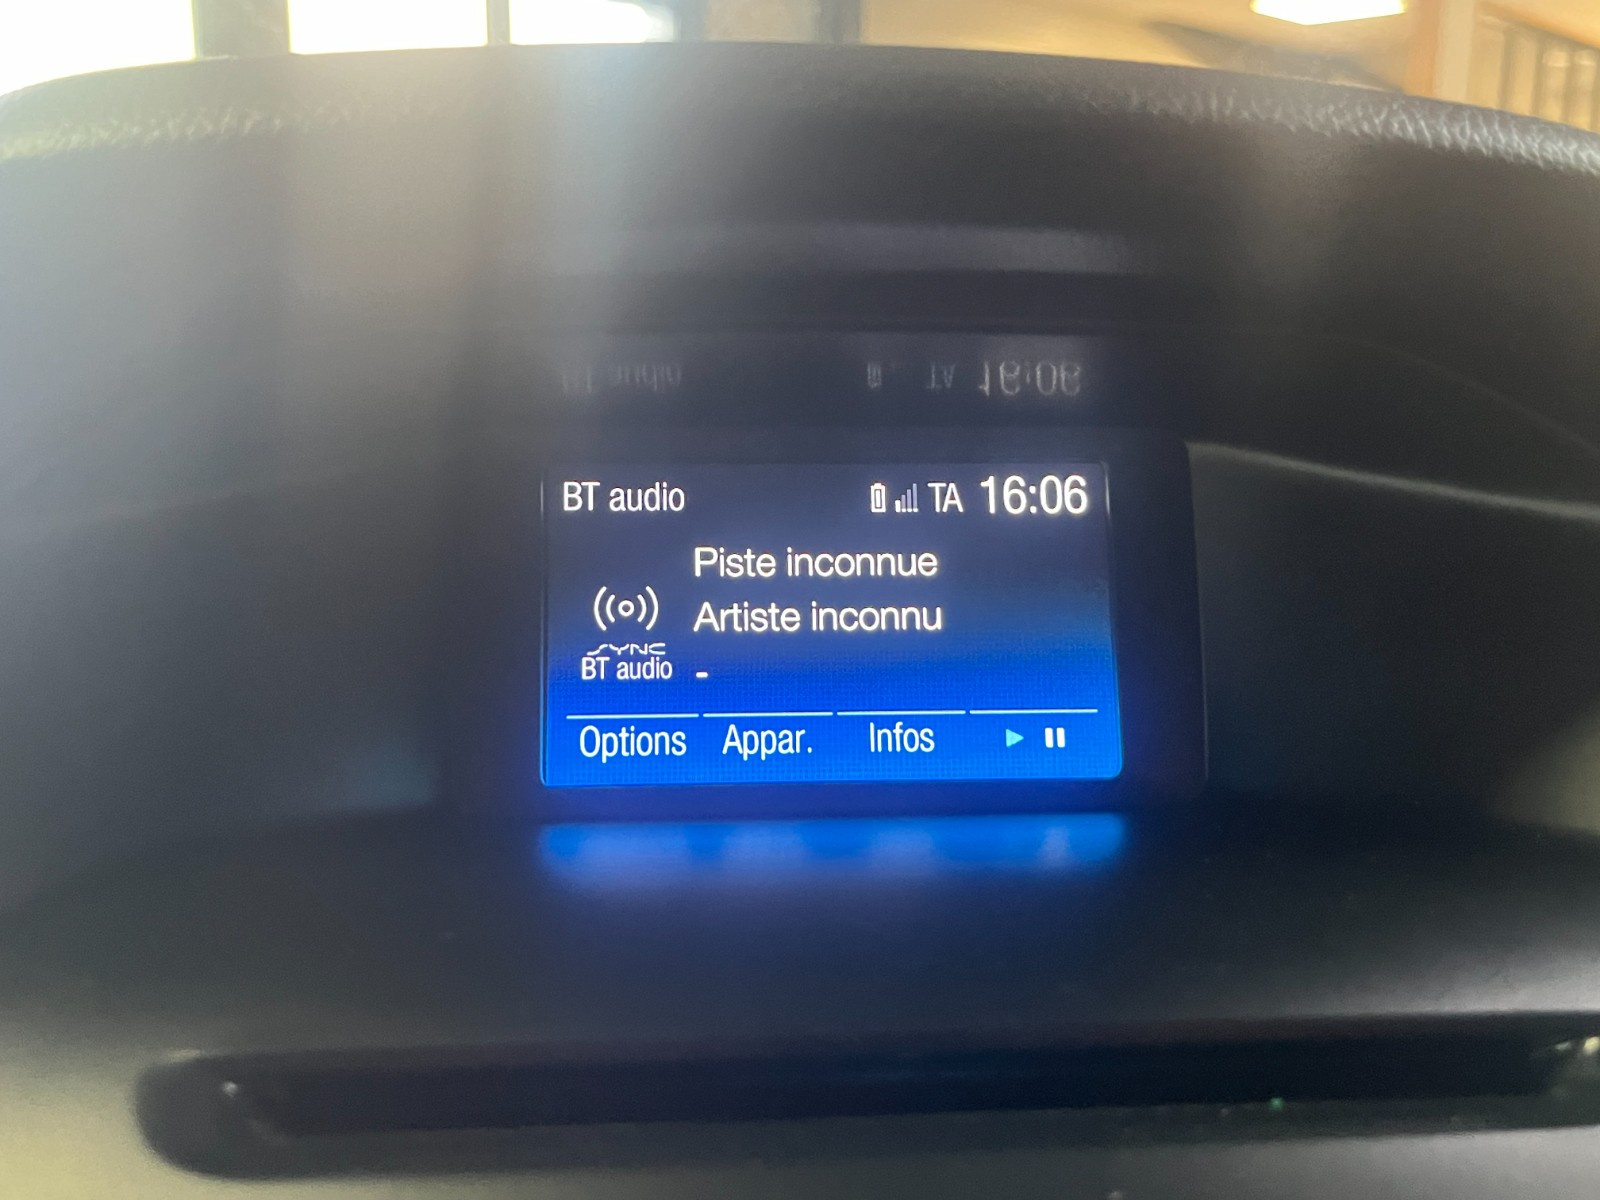 BT audio TA 16:06
Piste inconnue
Artiste inconnu
SYNC
BT audio -
Options Appar. Infos